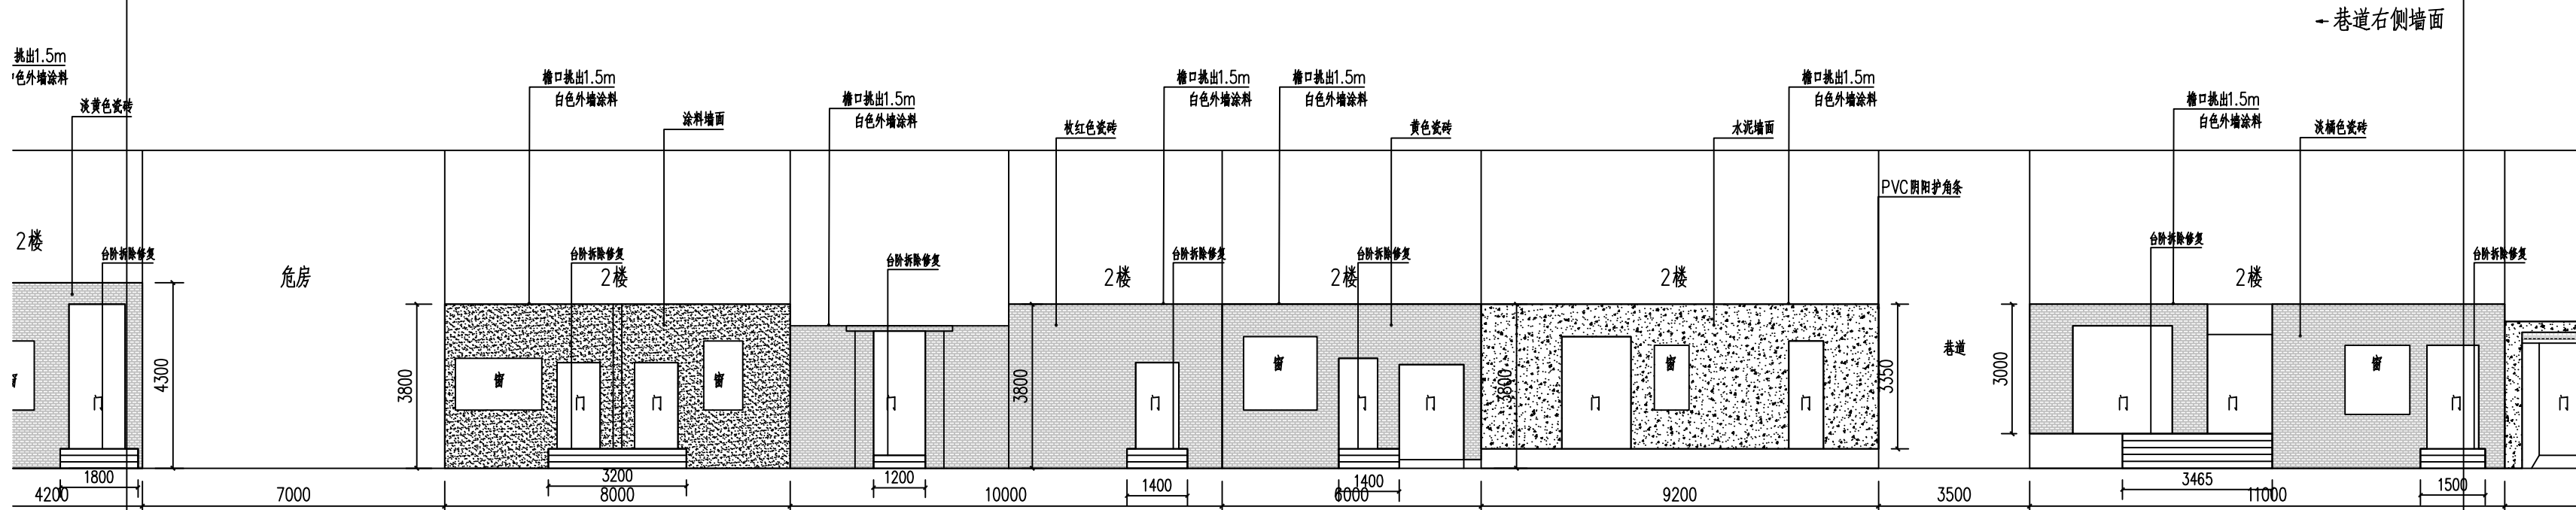 ←巷道右侧墙面
挑出1.5m
色外墙涂料
淡黄色瓷砖
檐口挑出1.5m
白色外墙涂料
涂料墙面
檐口挑出1.5m
白色外墙涂料
枚红色瓷砖
檐口挑出1.5m
白色外墙涂料
檐口挑出1.5m
白色外墙涂料
黄色瓷砖
水泥墙面
檐口挑出1.5m
白色外墙涂料
PVC阴阳护角条
檐口挑出1.5m
白色外墙涂料
淡橘色瓷砖
2楼
台阶拆除修复
危房
台阶拆除修复
2楼
台阶拆除修复
2楼
台阶拆除修复
2楼
台阶拆除修复
2楼
台阶拆除修复
2楼
台阶拆除修复
巷道
门
4300
3800
窗
门
门
窗
门
3800
门
窗
门
门
3800
门
窗
门
3350
3000
门
门
窗
门
门
1800
3200
1200
1400
1400
3465
1500
4200
7000
8000
10000
6000
9200
3500
11000